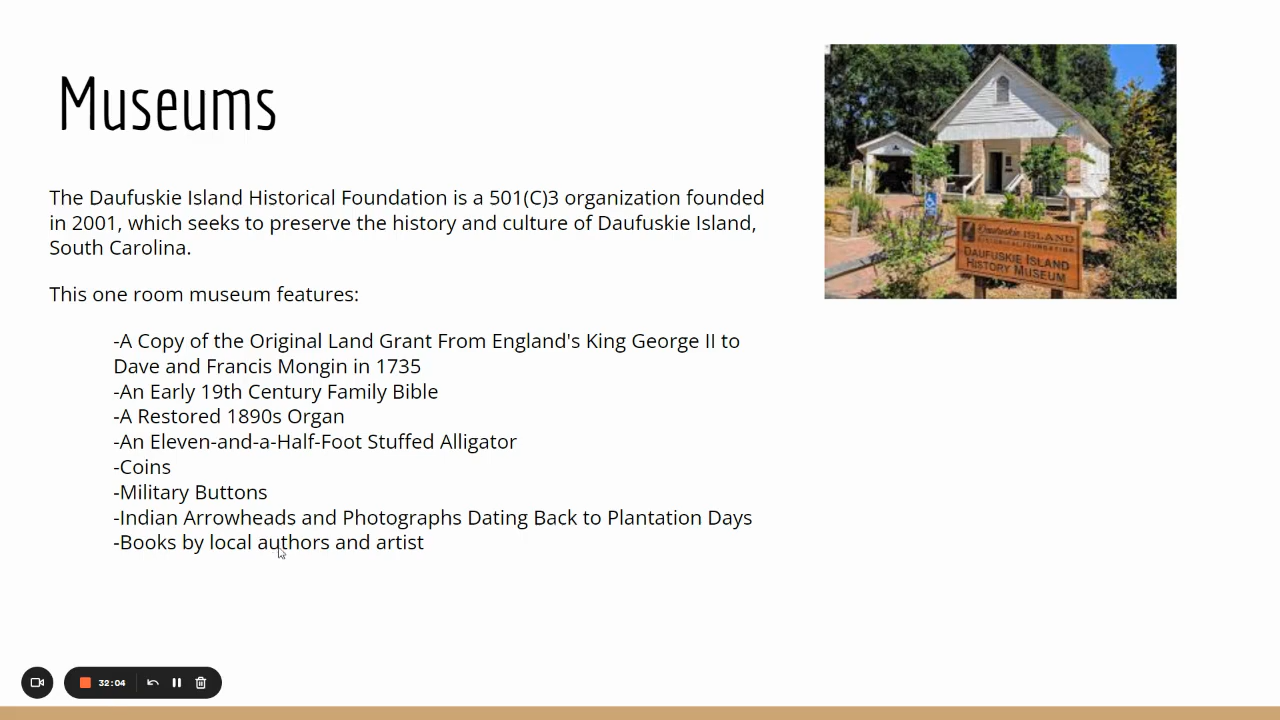 Museums
The Daufuskie Island Historical Foundation is a 501(C)3 organization founded
in 2001, which seeks to preserve the history and culture of Daufuskie Island,
South Carolina.
This one room museum features:
-A Copy of the Original Land Grant From England's King George II to
Dave and Francis Mongin in 1735
-An Early 19th Century Family Bible
-A Restored 1890s Organ
-An Eleven-and-a-Half-Foot Stuffed Alligator
-Coins
-Military Buttons
-Indian Arrowheads and Photographs Dating Back to Plantation Days
-Books by local authors and artist
Daufuskie ISLAND
HISTORICAL FOUNDATION
DAUFUSKIE ISLAND
HISTORY MUSEUM
32:04